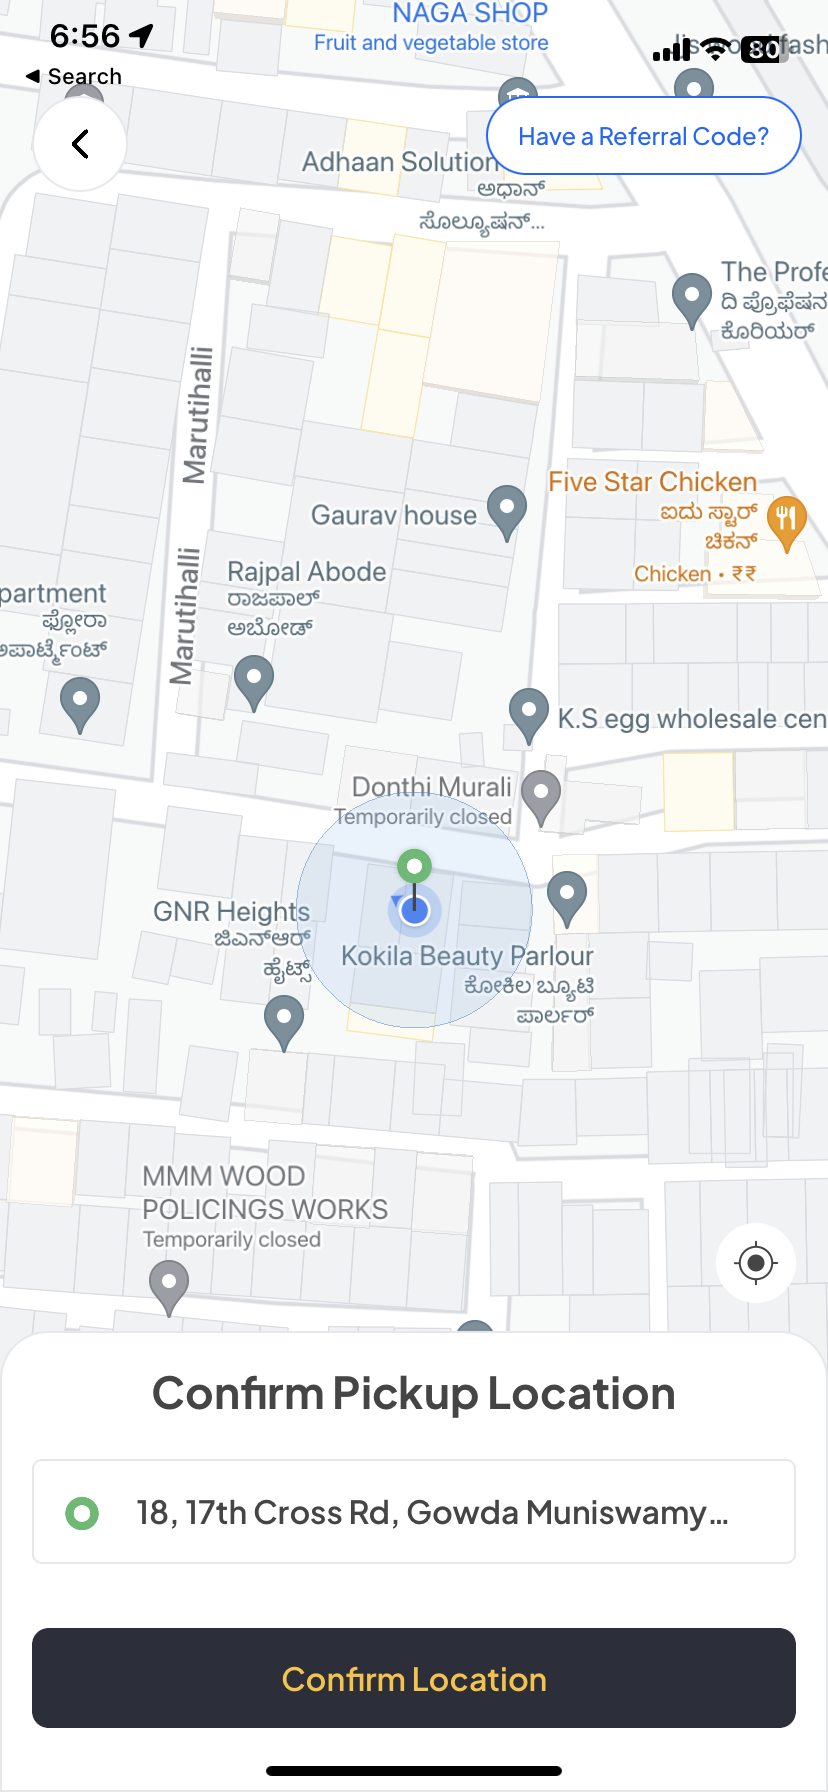 NAGA SHOP
Fruit and vegetable store
6:56
80
Search
Have a Referral Code?
Adhaan Solution
ಅಧಾನ್
ಸೊಲ್ಯೂಷನ್...
The Profe
ದಿ ಪ್ರೊಫೆಷನ
ಕೊರಿಯರ್
Marutihalli
Five Star Chicken
ಐದು ಸ್ಟಾರ್
ಚಿಕನ್
Chicken • ₹₹
Gaurav house
Marutihalli
Rajpal Abode
ರಾಜಪಾಲ್
ಅಬೋಡ್
partment
ಫ್ಲೋರಾ
ಅಪಾರ್ಟ್ಮೆಂಟ್
K.S egg wholesale cen
Donthi Murali
Temporarily closed
GNR Heights
ಜಿಎನ್ಆರ್
ಹೈಟ್ಸ್
Kokila Beauty Parlour
ಕೋಕಿಲ ಬ್ಯೂಟಿ
ಪಾರ್ಲರ್
MMM WOOD
POLICINGS WORKS
Temporarily closed
Confirm Pickup Location
18, 17th Cross Rd, Gowda Muniswamy...
Confirm Location